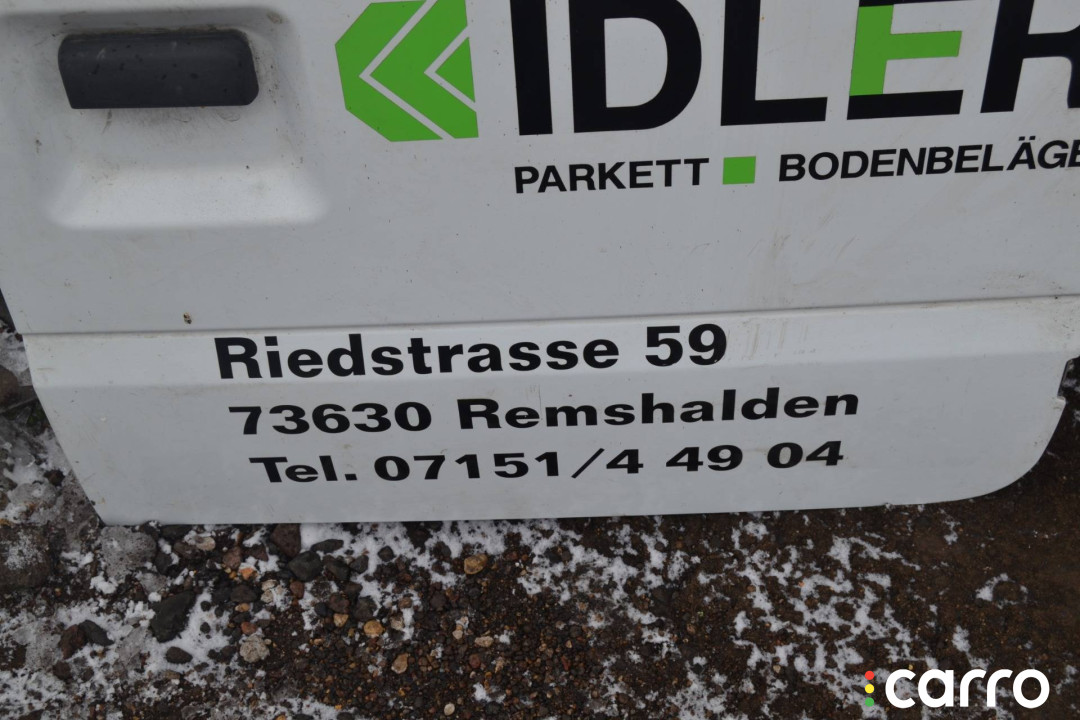 IDLER
PARKETT BODENBELÄGE
Riedstrasse 59
73630 Remshalden
Tel. 07151/4 49 04
carro